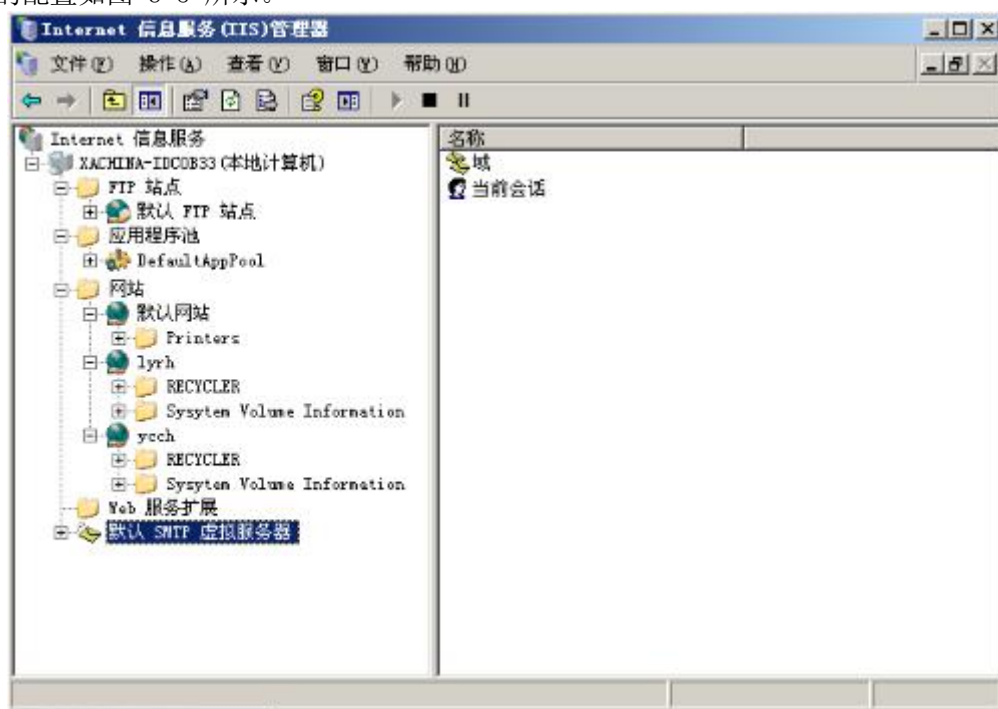 的配置如图
所示。
Internet 信息服务(IIS)管理器
文件(F) 操作(A) 查看(V) 窗口(W) 帮助(H)
Internet 信息服务
名称
XACHINA-IDCOB33(本地计算机)
域
FTP 站点
当前会话
默认 FTP 站点
应用程序池
DefaultAppPool
网站
默认网站
Printers
lyrh
RECYCLER
Sysytem Volume Information
ycch
RECYCLER
Sysytem Volume Information
Web 服务扩展
默认 SMTP 虚拟服务器